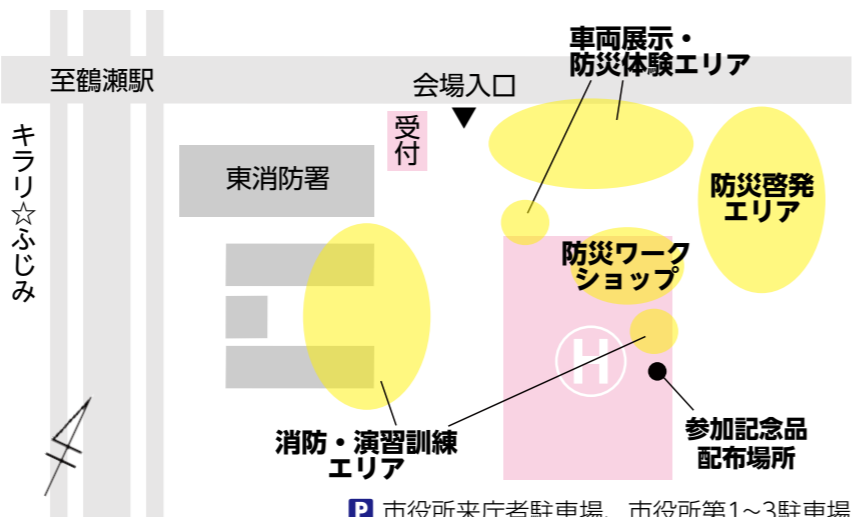 車両展示・
防災体験エリア
至鶴瀬駅
会場入口
▼
受付
キラリ☆ふじみ
東消防署
防災啓発
エリア
防災ワーク
ショップ
H
消防・演習訓練
エリア
参加記念品
配布場所
P 市役所来庁者駐車場、市役所第1~3駐車場